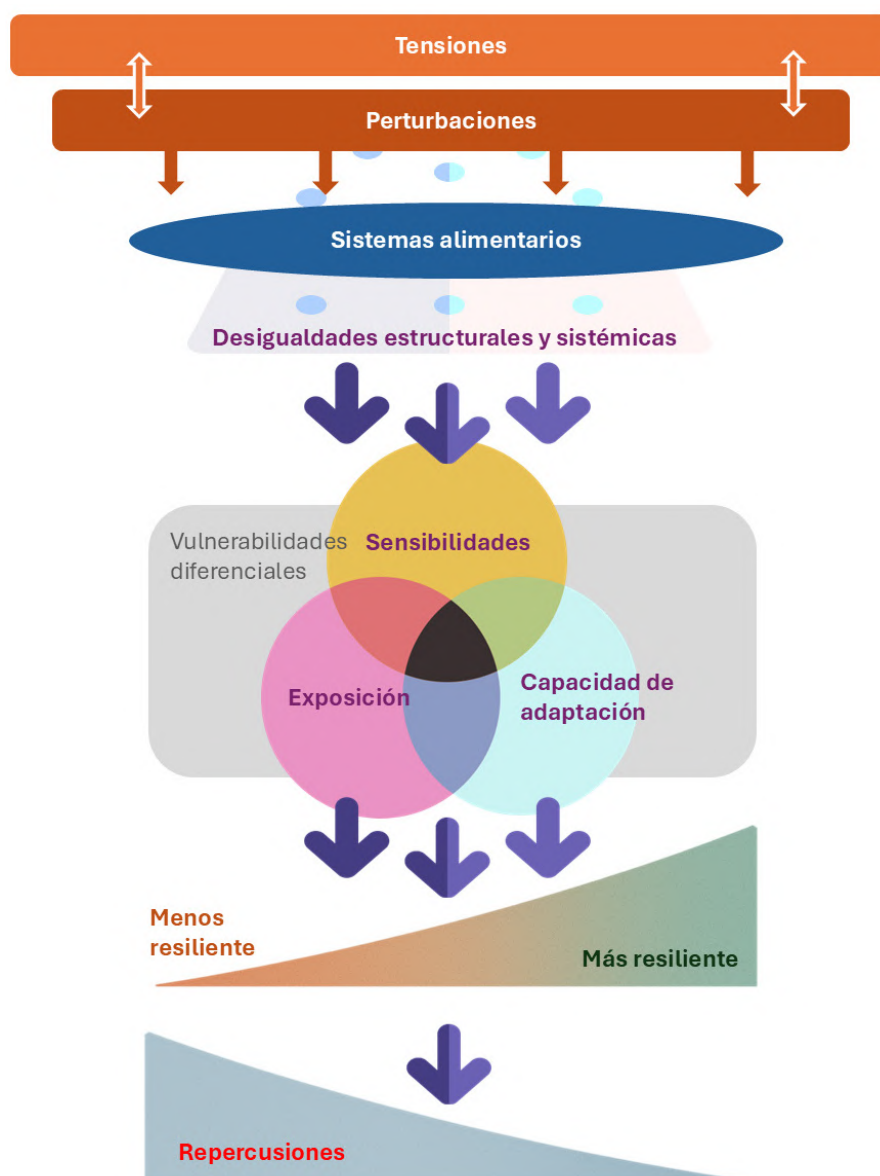 Tensiones
Perturbaciones
Sistemas alimentarios
Desigualdades estructurales y sistémicas
Vulnerabilidades
diferenciales
Sensibilidades
Exposición
Capacidad de
adaptación
Menos
resiliente
Más resiliente
Repercusiones